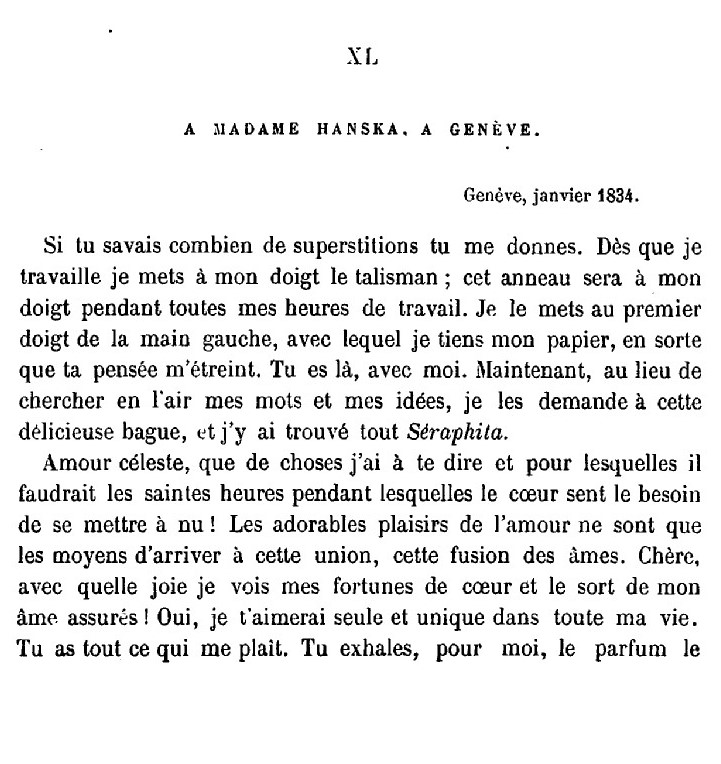 XL
A MADAME HANSKA, A GENÈVE.
Genève, janvier 1834.
Si tu savais combien de superstitions tu me donnes. Dès que je
travaille je mets à mon doigt le talisman ; cet anneau sera à mon
doigt pendant toutes mes heures de travail. Je le mets au premier
doigt de la main gauche, avec lequel je tiens mon papier, en sorte
que ta pensée m'étreint. Tu es là, avec moi. Maintenant, au lieu de
chercher en l'air mes mots et mes idées, je les demande à cette
délicieuse bague, et j'y ai trouvé tout Séraphita.
Amour céleste, que de choses j'ai à te dire et pour lesquelles il
faudrait les saintes heures pendant lesquelles le cœur sent le besoin
de se mettre à nu ! Les adorables plaisirs de l'amour ne sont que
les moyens d'arriver à cette union, cette fusion des âmes. Chère,
avec quelle joie je vois mes fortunes de cœur et le sort de mon
âme assurés ! Oui, je t'aimerai seule et unique dans toute ma vie.
Tu as tout ce qui me plaît. Tu exhales, pour moi, le parfum le